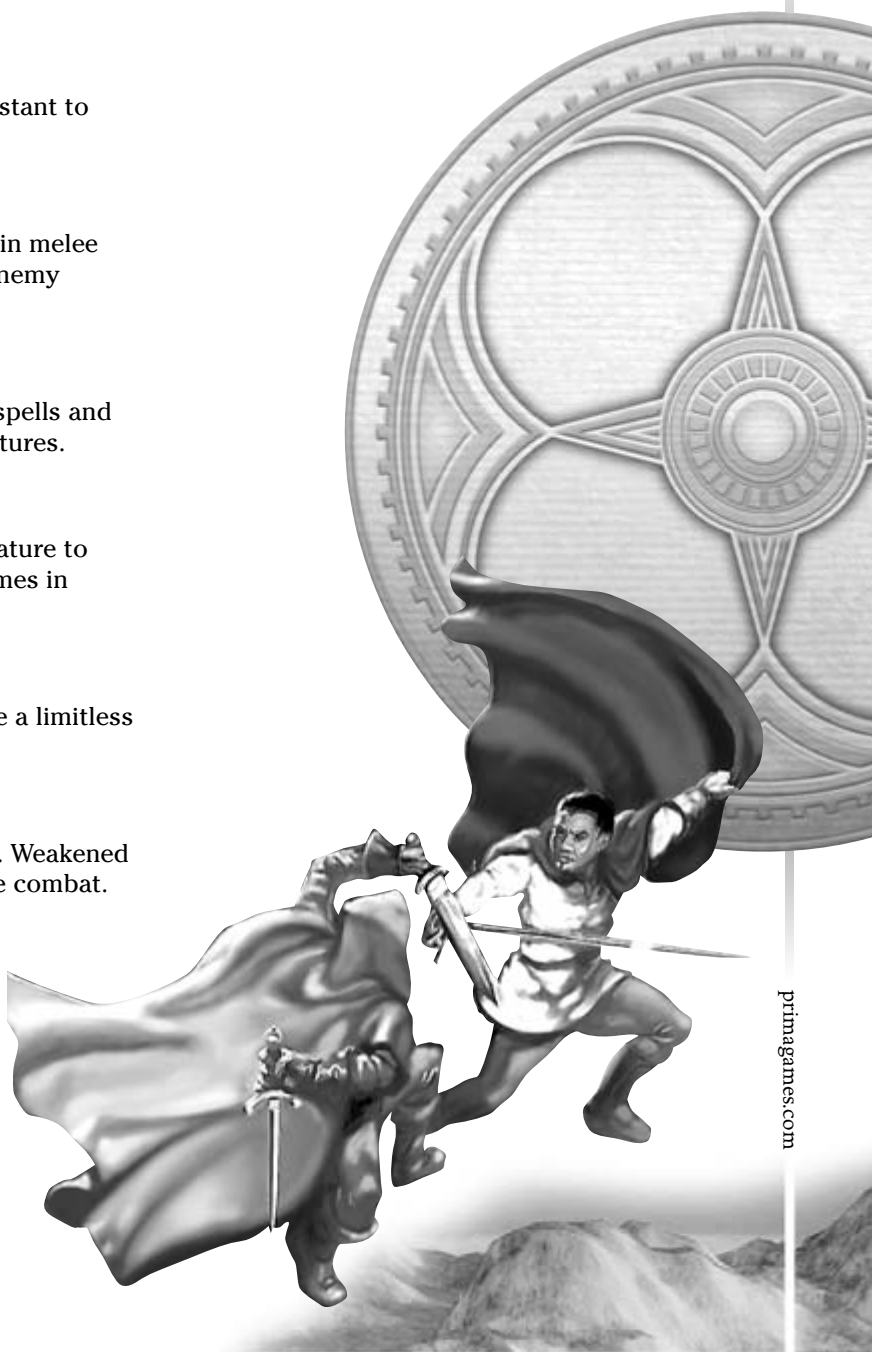 stant to
in melee
nemy
spells and
tures.
ature to
mes in
e a limitless
. Weakened
e combat.
primagames.com